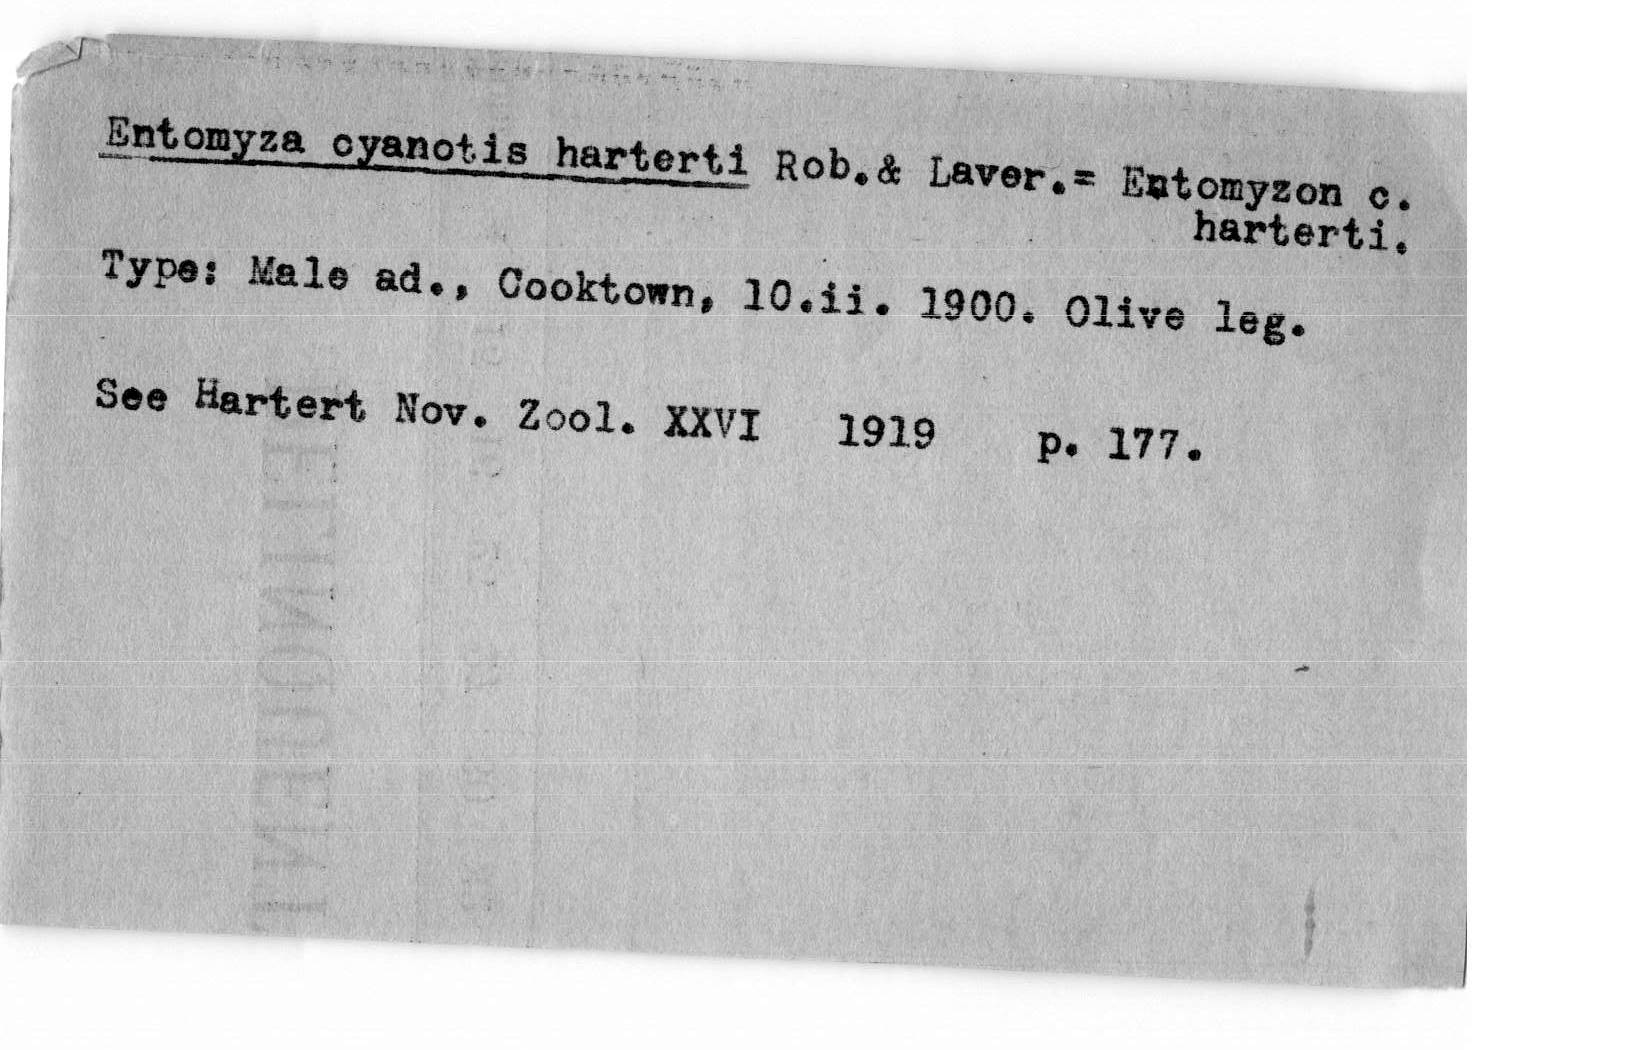 Entomyza cyanotis harterti Rob.& Laver.= Entomyzon c.
harterti.
Type: Male ad., Cooktown, 10.ii. 1900. Olive leg.
See Hartert Nov. Zool. XXVI 1919 p. 177.